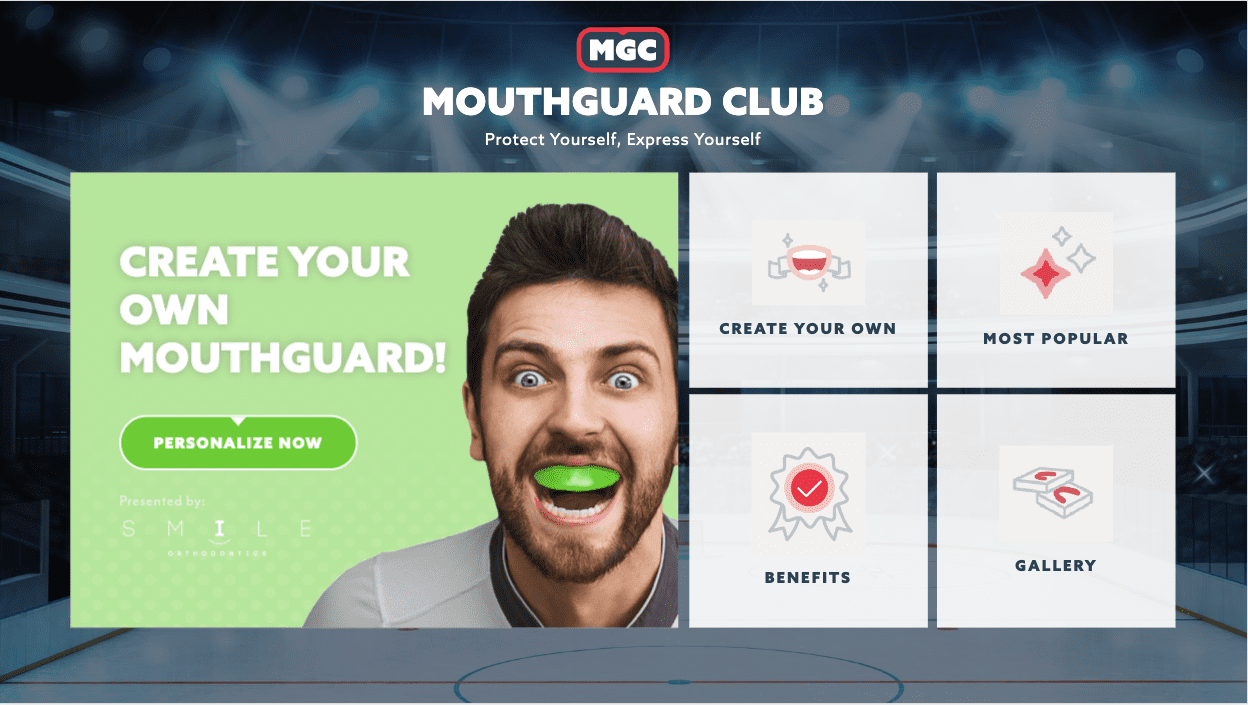 MGC
MOUTHGUARD CLUB
Protect Yourself, Express Yourself
CREATE YOUR
OWN
MOUTHGUARD!
PERSONALIZE NOW
Presented by:
SMILE
ORTHODONTICS
CREATE YOUR OWN
MOST POPULAR
BENEFITS
GALLERY